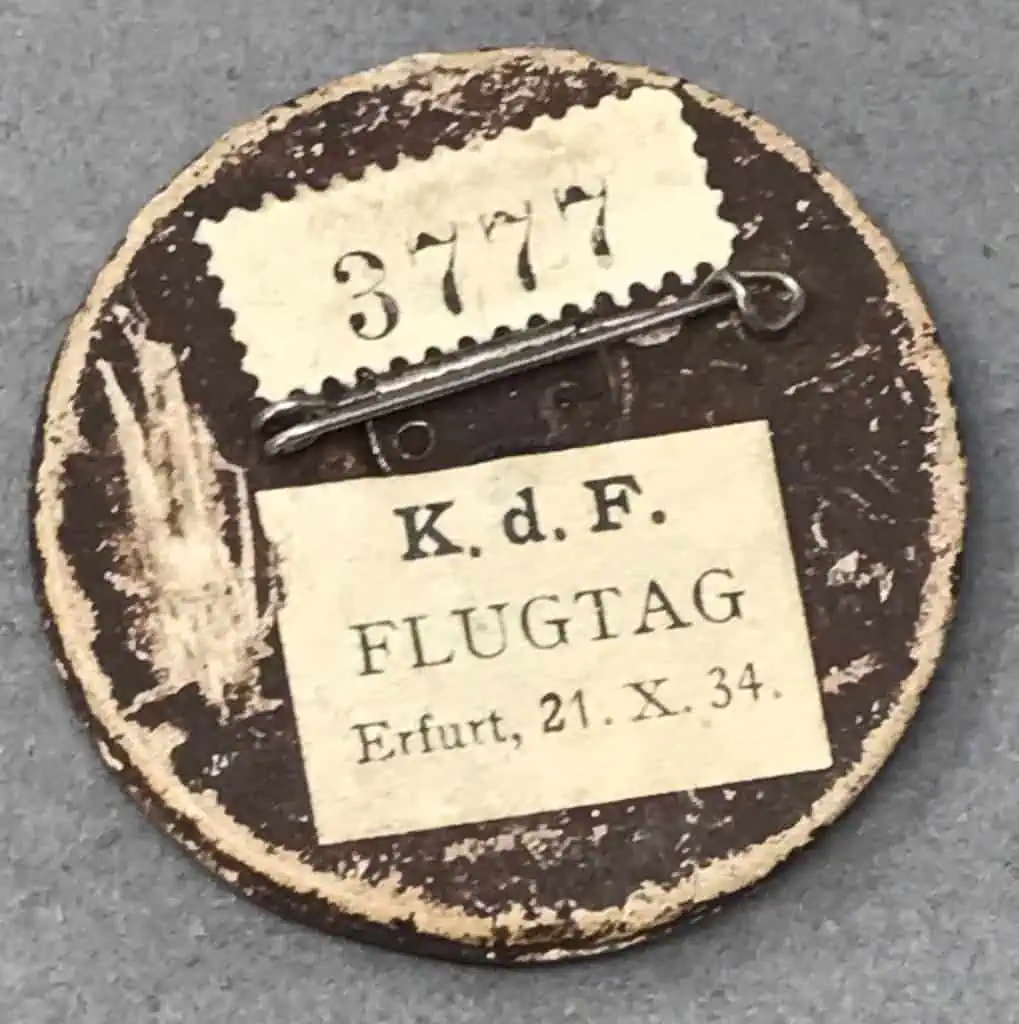 3777
K. d. F.
FLUGTAG
Erfurt, 21. X. 34.